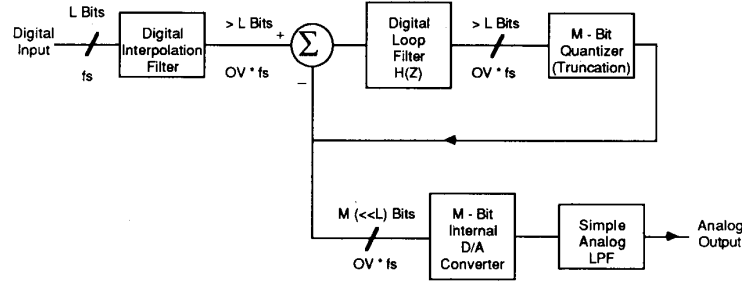 L Bits
Digital
Input
fs
Digital
Interpolation
Filter
> L Bits
OV * fs
+
Σ
−
Digital
Loop
Filter
H(Z)
> L Bits
OV * fs
M - Bit
Quantizer
(Truncation)
M (<<L) Bits
OV * fs
M - Bit
Internal
D/A
Converter
Simple
Analog
LPF
Analog
Output